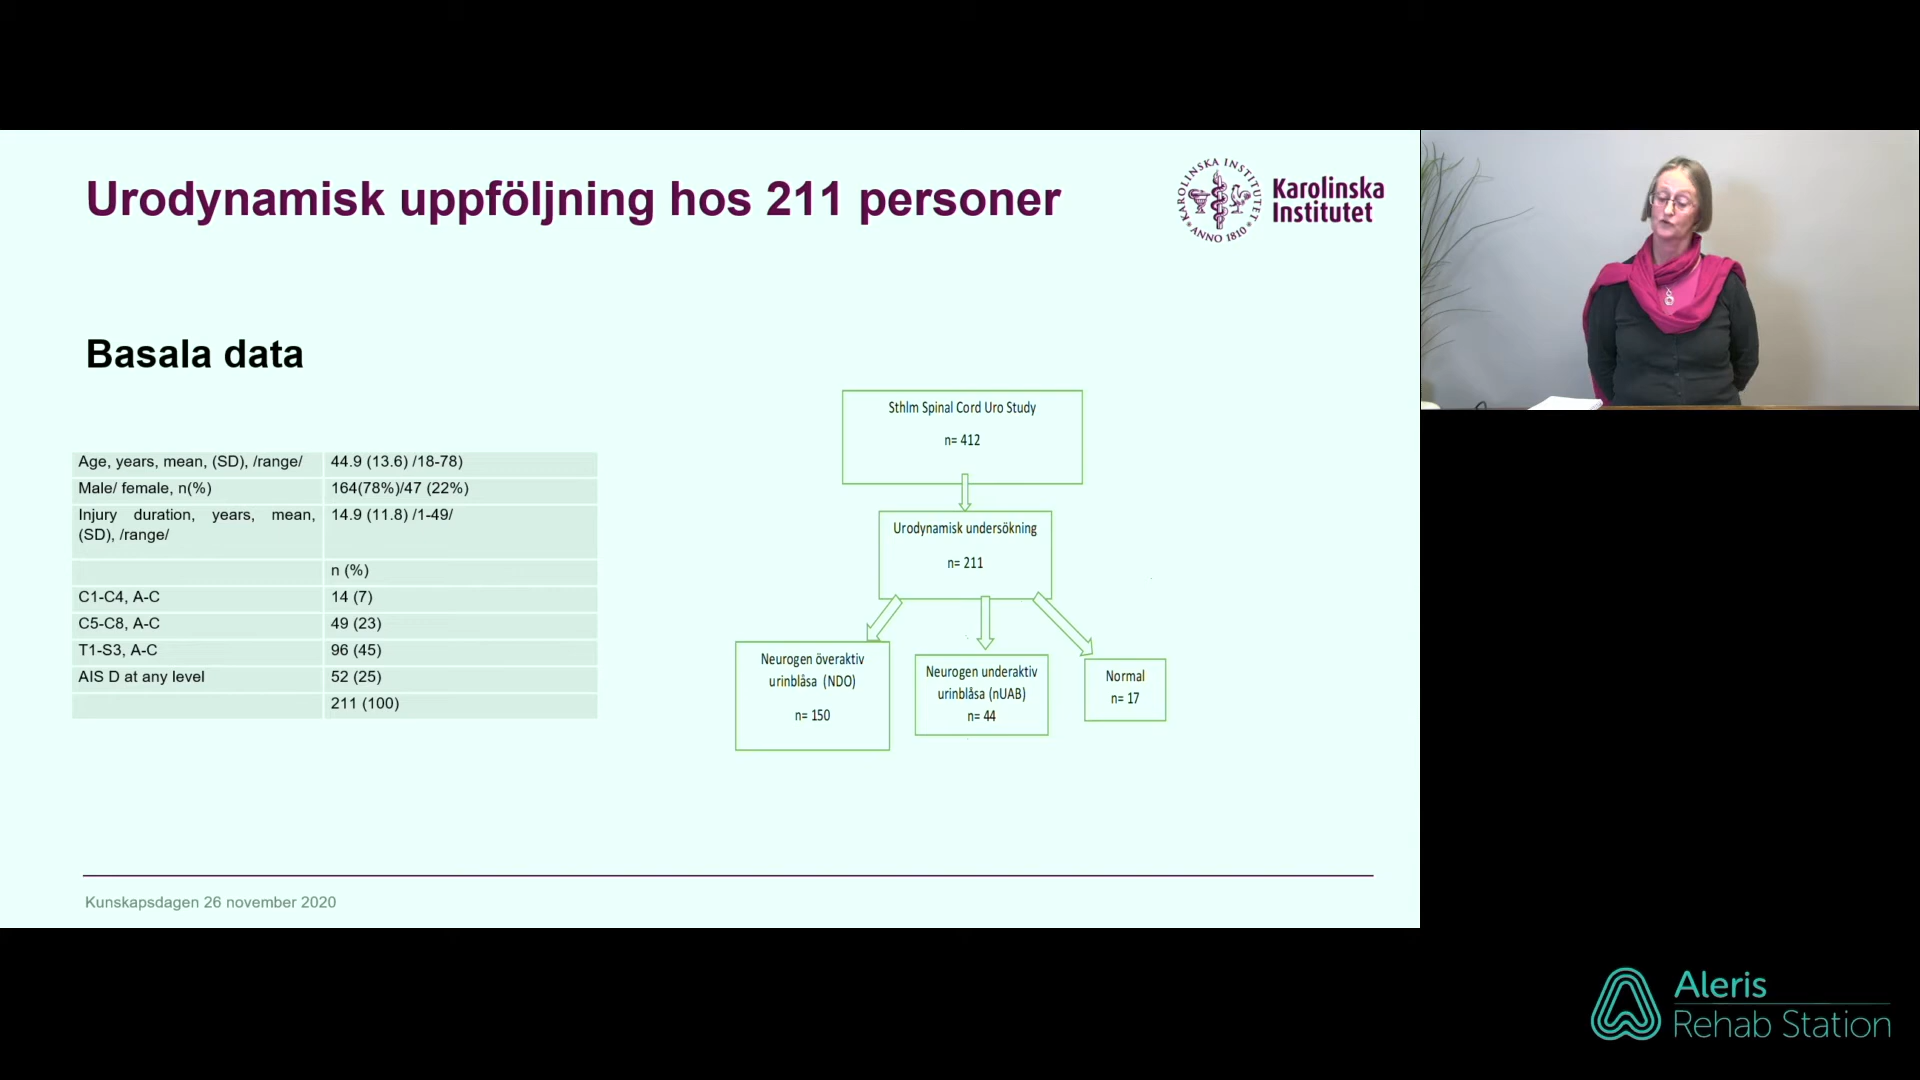 Urodynamisk uppföljning hos 211 personer
KAROLINSKA INSTITUTET
ANNO 1810
Karolinska
Institutet
Basala data
Age, years, mean, (SD), /range/ 44.9 (13.6) /18-78)
Male/ female, n(%) 164(78%)/47 (22%)
Injury duration, years, mean, 14.9 (11.8) /1-49/
(SD), /range/
n (%)
C1-C4, A-C 14 (7)
C5-C8, A-C 49 (23)
T1-S3, A-C 96 (45)
AIS D at any level 52 (25)
211 (100)
Sthlm Spinal Cord Uro Study
n= 412
Urodynamisk undersökning
n= 211
Neurogen överaktiv
urinblåsa (NDO)
n= 150
Neurogen underaktiv
urinblåsa (nUAB)
n= 44
Normal
n= 17
Kunskapsdagen 26 november 2020
Aleris
Rehab Station